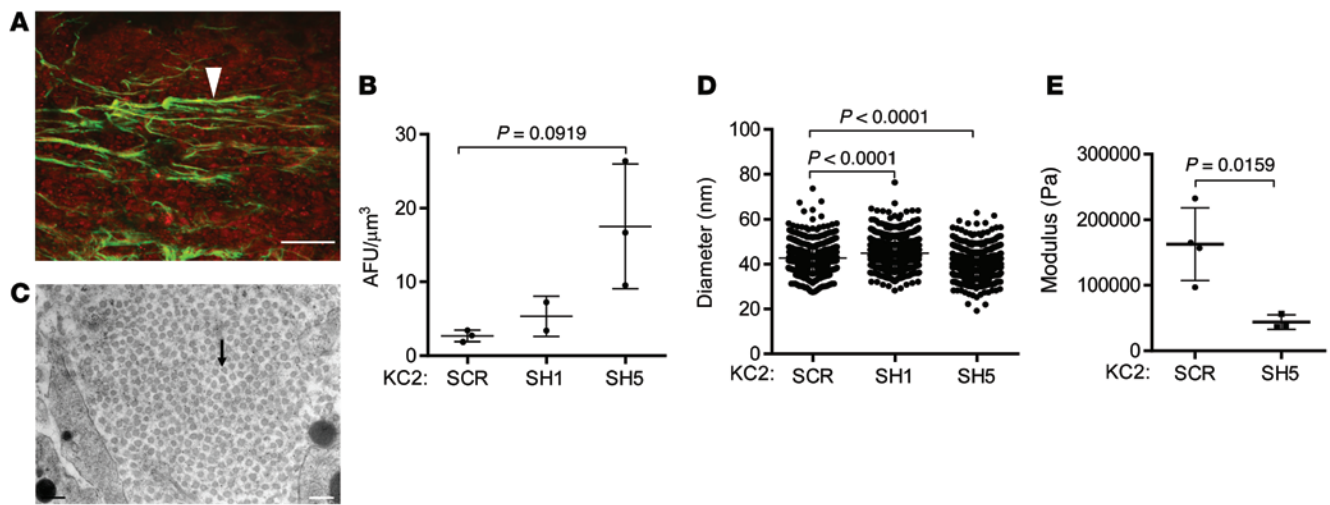 A
B
AFU/μm³
30
20
10
0
P = 0.0919
KC2: SCR SH1 SH5
C
D
Diameter (nm)
100
80
60
40
20
0
P < 0.0001
P < 0.0001
KC2: SCR SH1 SH5
E
Modulus (Pa)
300000
200000
100000
0
P = 0.0159
KC2: SCR SH5